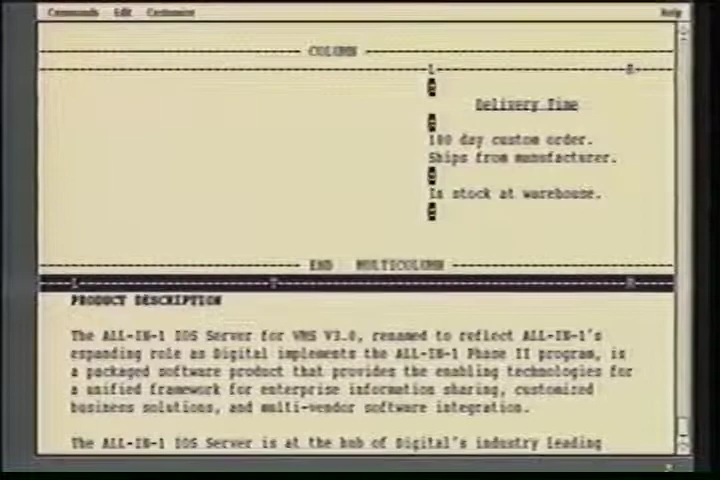 Commands Edit Customize Help
COLUMN
L R
Delivery Time
180 day custom order.
Ships from manufacturer.
In stock at warehouse.
END MULTICOLUMN
L T R
PRODUCT DESCRIPTION
The ALL-IN-1 IOS Server for VMS V3.0, renamed to reflect ALL-IN-1's
expanding role as Digital implements the ALL-IN-1 Phase II program, is
a packaged software product that provides the enabling technologies for
a unified framework for enterprise information sharing, customized
business solutions, and multi-vendor software integration.
The ALL-IN-1 IOS Server is at the hub of Digital's industry leading